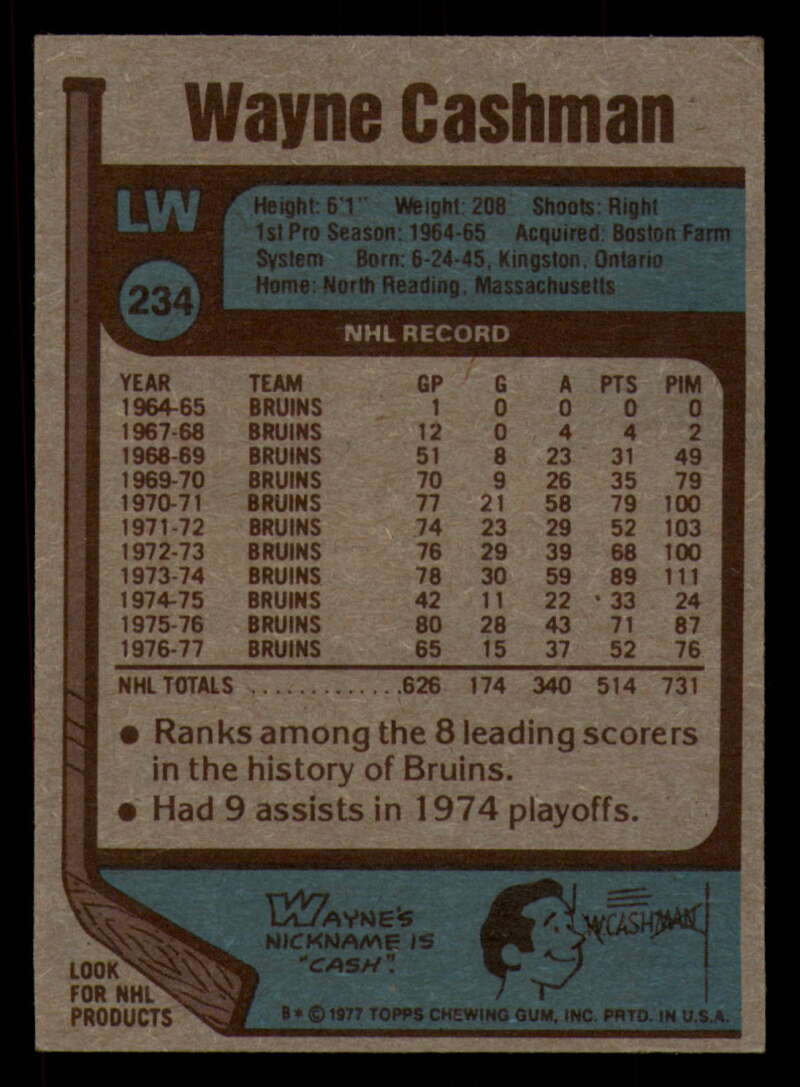 Wayne Cashman
LW
234
Height: 6'1" Weight: 208 Shoots: Right
1st Pro Season: 1964-65 Acquired: Boston Farm
System Born: 6-24-45, Kingston, Ontario
Home: North Reading, Massachusetts
NHL RECORD
YEAR TEAM GP G A PTS PIM
1964-65 BRUINS 1 0 0 0 0
1967-68 BRUINS 12 0 4 4 2
1968-69 BRUINS 51 8 23 31 49
1969-70 BRUINS 70 9 26 35 79
1970-71 BRUINS 77 21 58 79 100
1971-72 BRUINS 74 23 29 52 103
1972-73 BRUINS 76 29 39 68 100
1973-74 BRUINS 78 30 59 89 111
1974-75 BRUINS 42 11 22 33 24
1975-76 BRUINS 80 28 43 71 87
1976-77 BRUINS 65 15 37 52 76
NHL TOTALS ..............626 174 340 514 731
● Ranks among the 8 leading scorers
in the history of Bruins.
● Had 9 assists in 1974 playoffs.
WAYNE'S
NICKNAME IS
"CASH".
W.CASHMAN
LOOK
FOR NHL
PRODUCTS
B* © 1977 TOPPS CHEWING GUM, INC. PRTD. IN U.S.A.